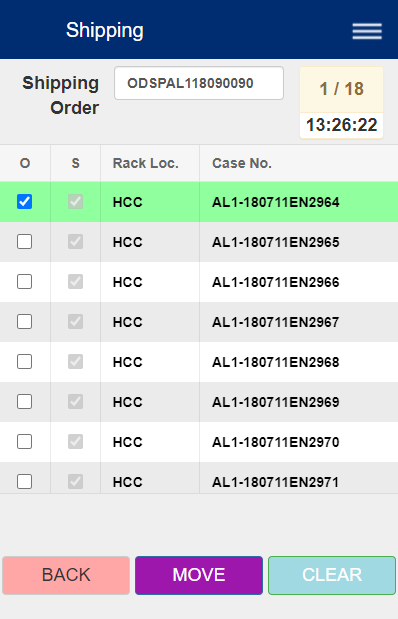 Shipping
Shipping
Order
ODSPAL118090090
1 / 18
13:26:22
O S Rack Loc. Case No.
HCC AL1-180711EN2964
HCC AL1-180711EN2965
HCC AL1-180711EN2966
HCC AL1-180711EN2967
HCC AL1-180711EN2968
HCC AL1-180711EN2969
HCC AL1-180711EN2970
HCC AL1-180711EN2971
BACK MOVE CLEAR